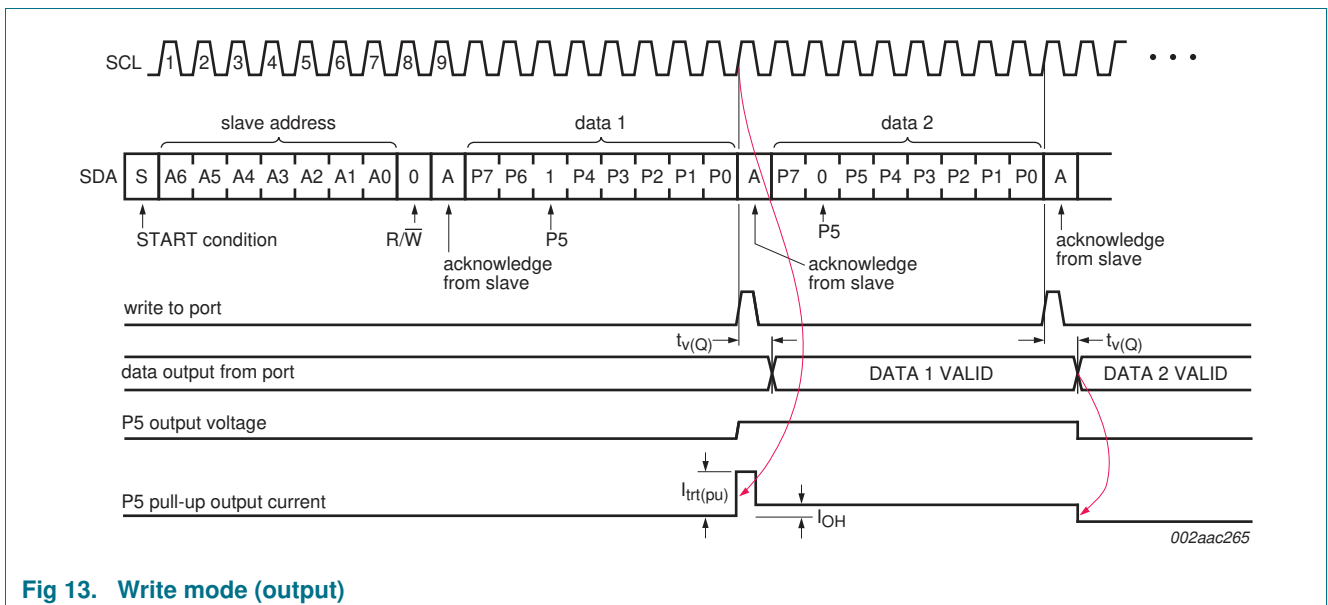 SCL 1 2 3 4 5 6 7 8 9
slave address data 1 data 2
SDA S A6 A5 A4 A3 A2 A1 A0 0 A P7 P6 1 P4 P3 P2 P1 P0 A P7 0 P5 P4 P3 P2 P1 P0 A
START condition R/W̅ P5 P5
acknowledge
from slave
acknowledge
from slave
acknowledge
from slave
write to port
tv(Q) tv(Q)
data output from port DATA 1 VALID DATA 2 VALID
P5 output voltage
P5 pull-up output current Itrt(pu) IOH
002aac265
Fig 13. Write mode (output)